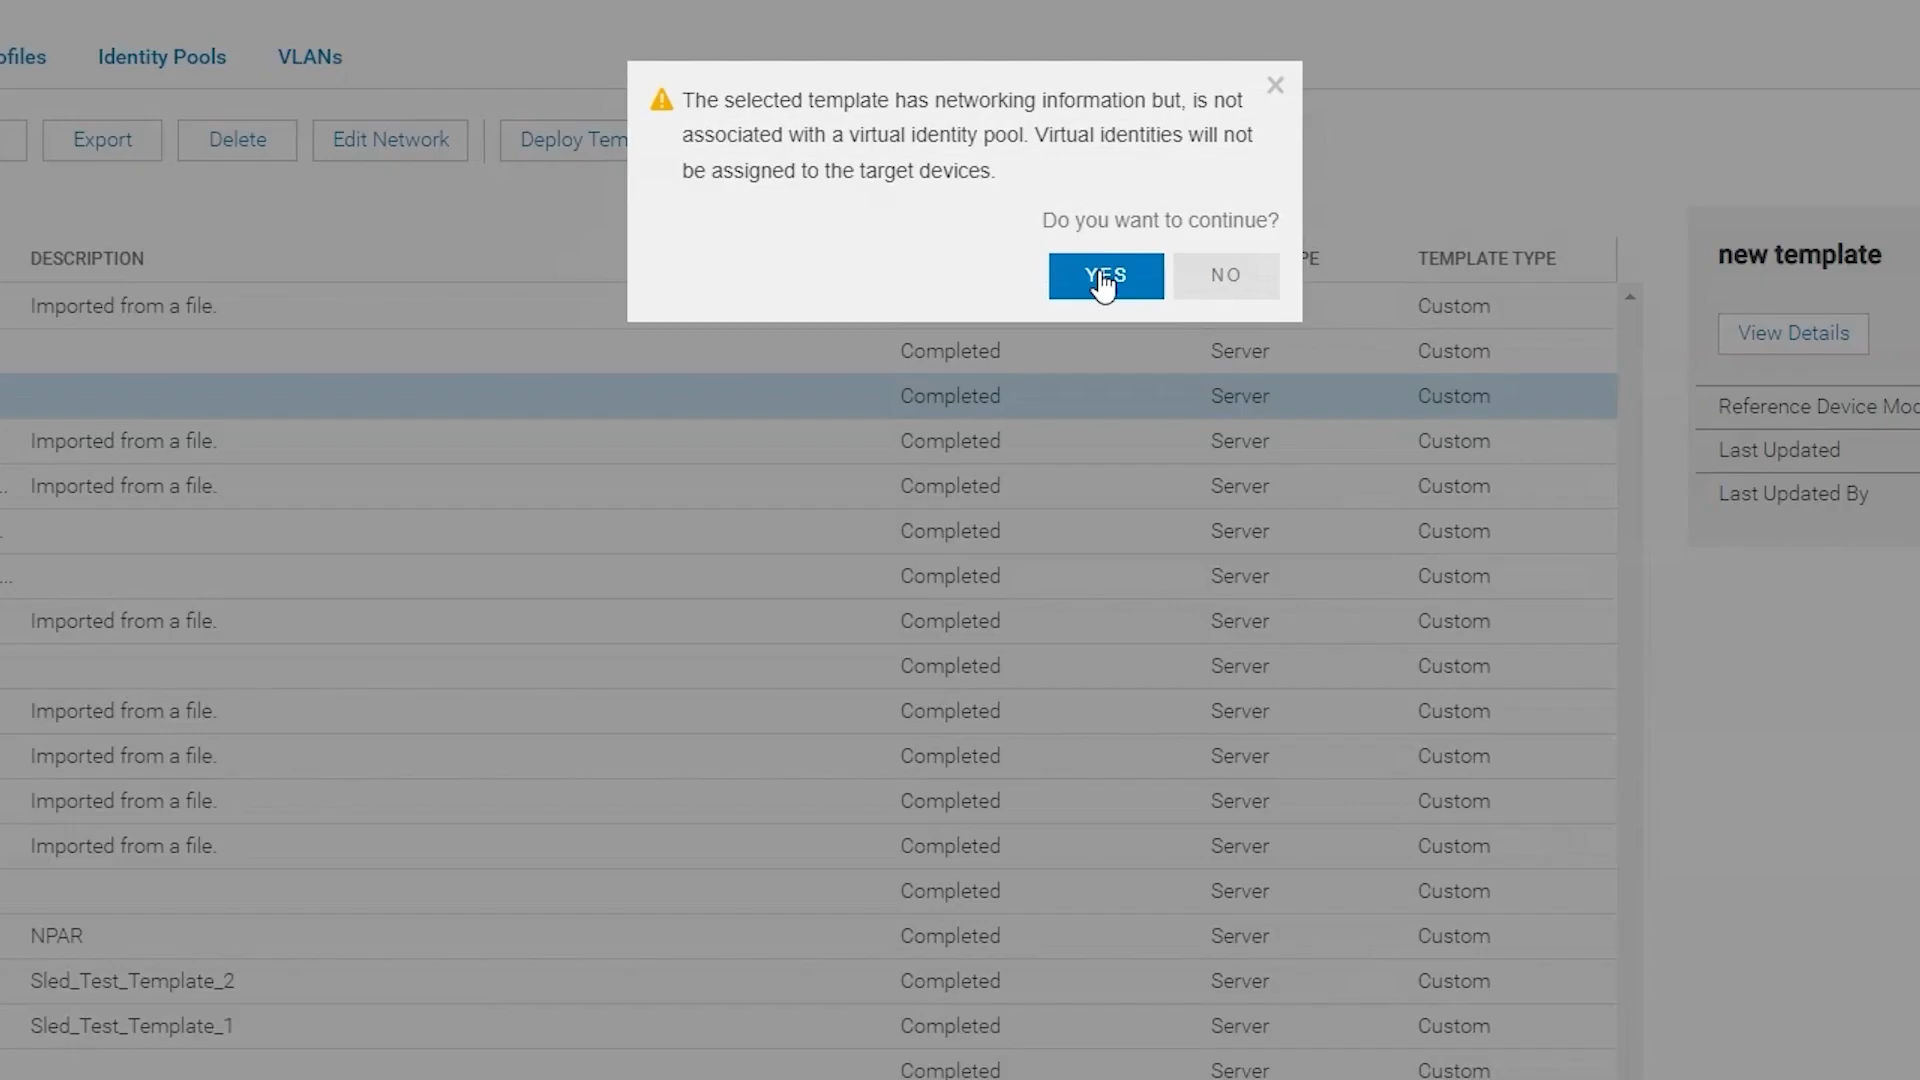 ofiles Identity Pools VLANs
The selected template has networking information but, is not
associated with a virtual identity pool. Virtual identities will not
be assigned to the target devices.
Do you want to continue?
YES NO
Export Delete Edit Network Deploy Tem
DESCRIPTION PE TEMPLATE TYPE
Imported from a file. Custom
Completed Server Custom
Completed Server Custom
Imported from a file. Completed Server Custom
.. Imported from a file. Completed Server Custom
. Completed Server Custom
... Completed Server Custom
Imported from a file. Completed Server Custom
Completed Server Custom
Imported from a file. Completed Server Custom
Imported from a file. Completed Server Custom
Imported from a file. Completed Server Custom
Imported from a file. Completed Server Custom
Completed Server Custom
NPAR Completed Server Custom
Sled_Test_Template_2 Completed Server Custom
Sled_Test_Template_1 Completed Server Custom
Completed Server Custom
new template
View Details
Reference Device Mod
Last Updated
Last Updated By